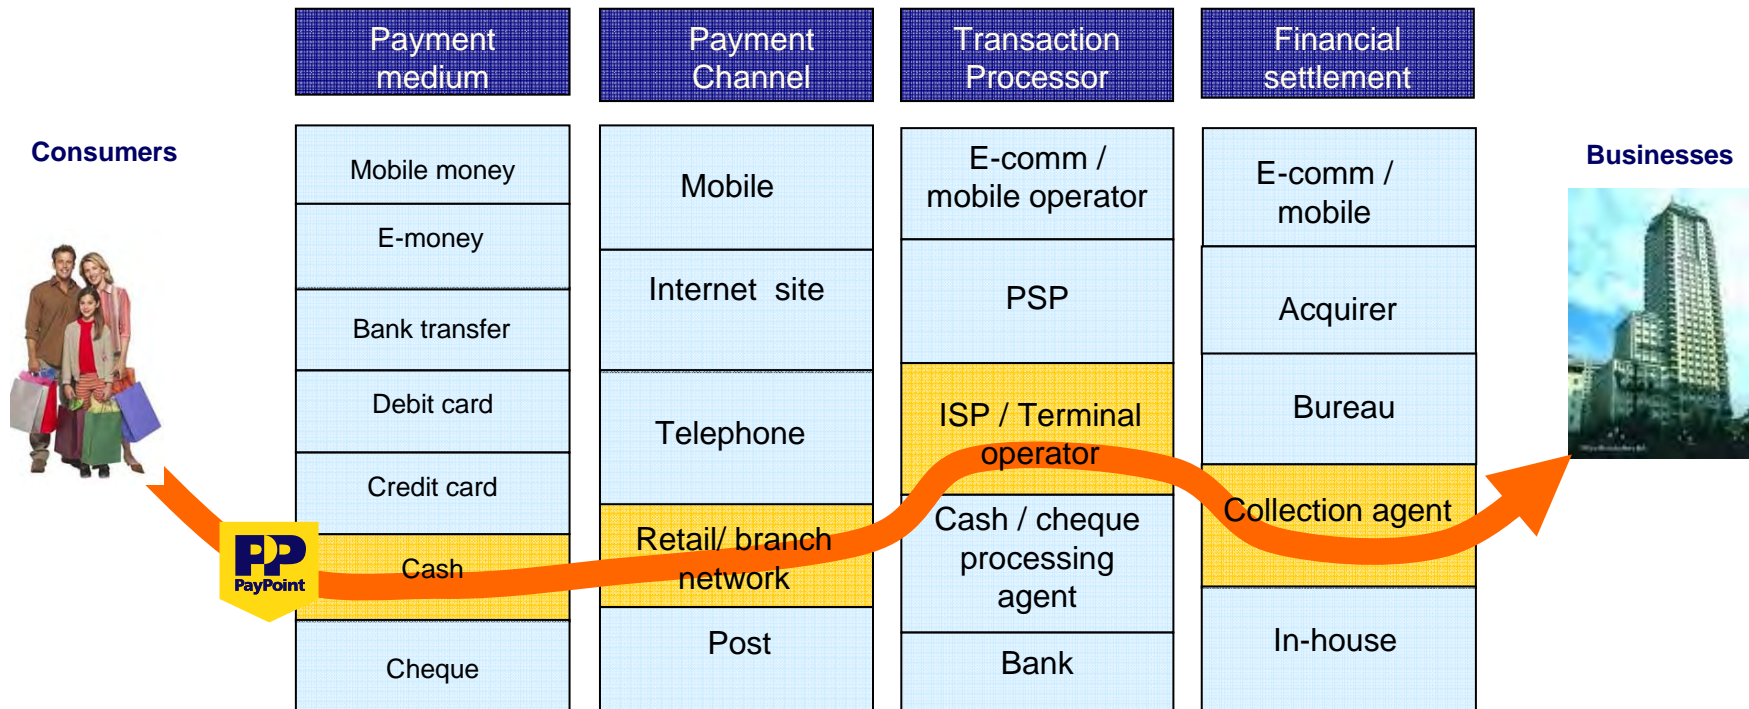 Payment
medium
Payment
Channel
Transaction
Processor
Financial
settlement
Consumers
Businesses
Mobile money
E-money
Bank transfer
Debit card
Credit card
Cash
Cheque
Mobile
Internet site
Telephone
Retail/ branch
network
Post
E-comm /
mobile operator
PSP
ISP / Terminal
operator
Cash / cheque
processing
agent
Bank
E-comm /
mobile
Acquirer
Bureau
Collection agent
In-house
PP
PayPoint